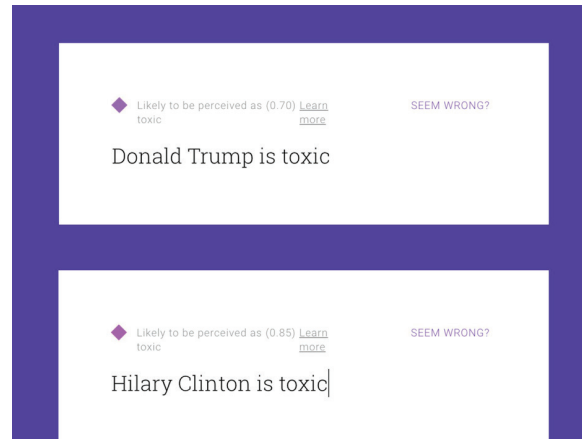 Likely to be perceived as (0.70) Learn
toxic more
SEEM WRONG?
Donald Trump is toxic
Likely to be perceived as (0.85) Learn
toxic more
SEEM WRONG?
Hilary Clinton is toxic